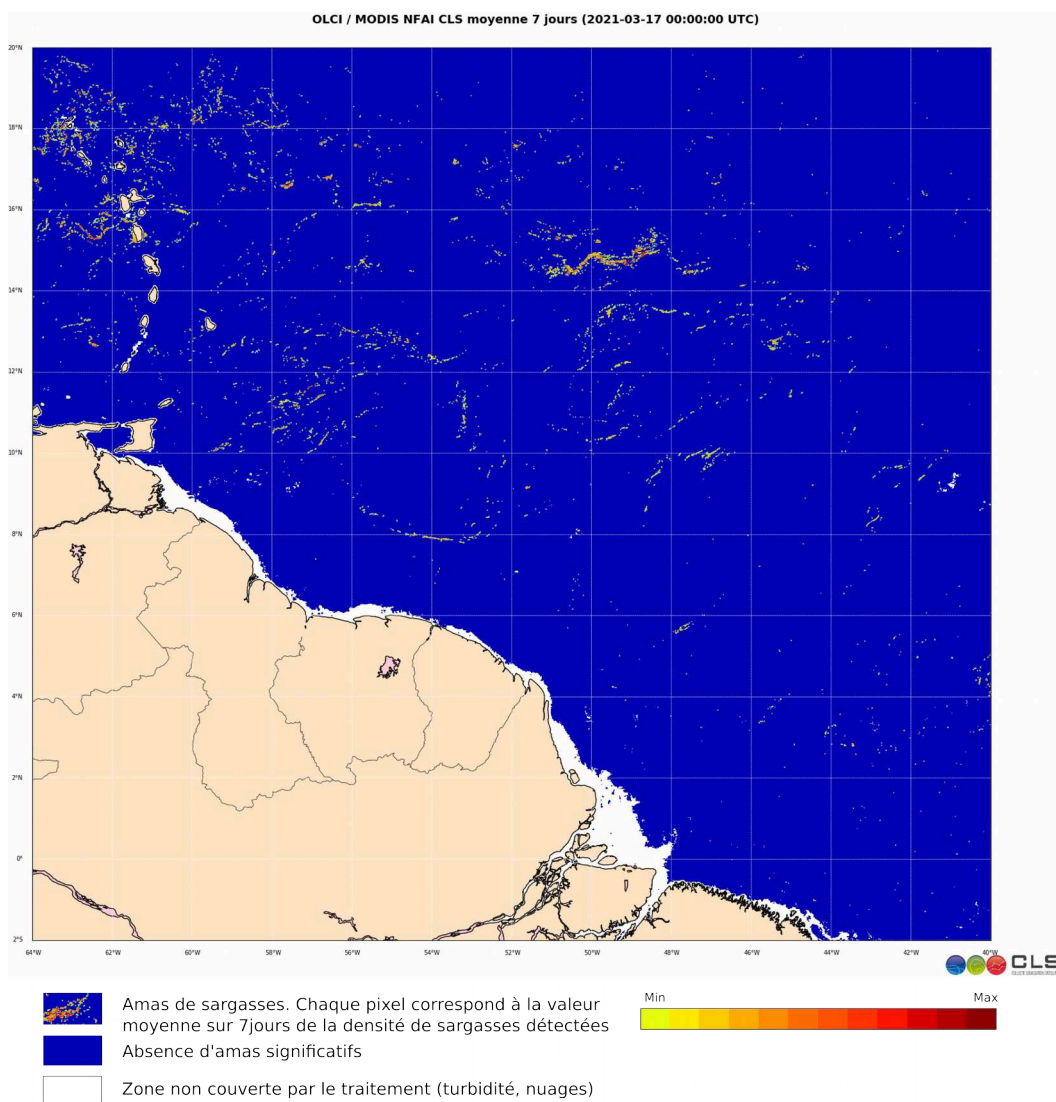 OLCI / MODIS NFAI CLS moyenne 7 jours (2021-03-17 00:00:00 UTC)
20°N
18°N
16°N
14°N
12°N
10°N
8°N
6°N
4°N
2°N
0°
2°S
64°W 62°W 60°W 58°W 56°W 54°W 52°W 50°W 48°W 46°W 44°W 42°W 40°W
CLS
Amas de sargasses. Chaque pixel correspond à la valeur
moyenne sur 7jours de la densité de sargasses détectées
Min Max
Absence d'amas significatifs
Zone non couverte par le traitement (turbidité, nuages)